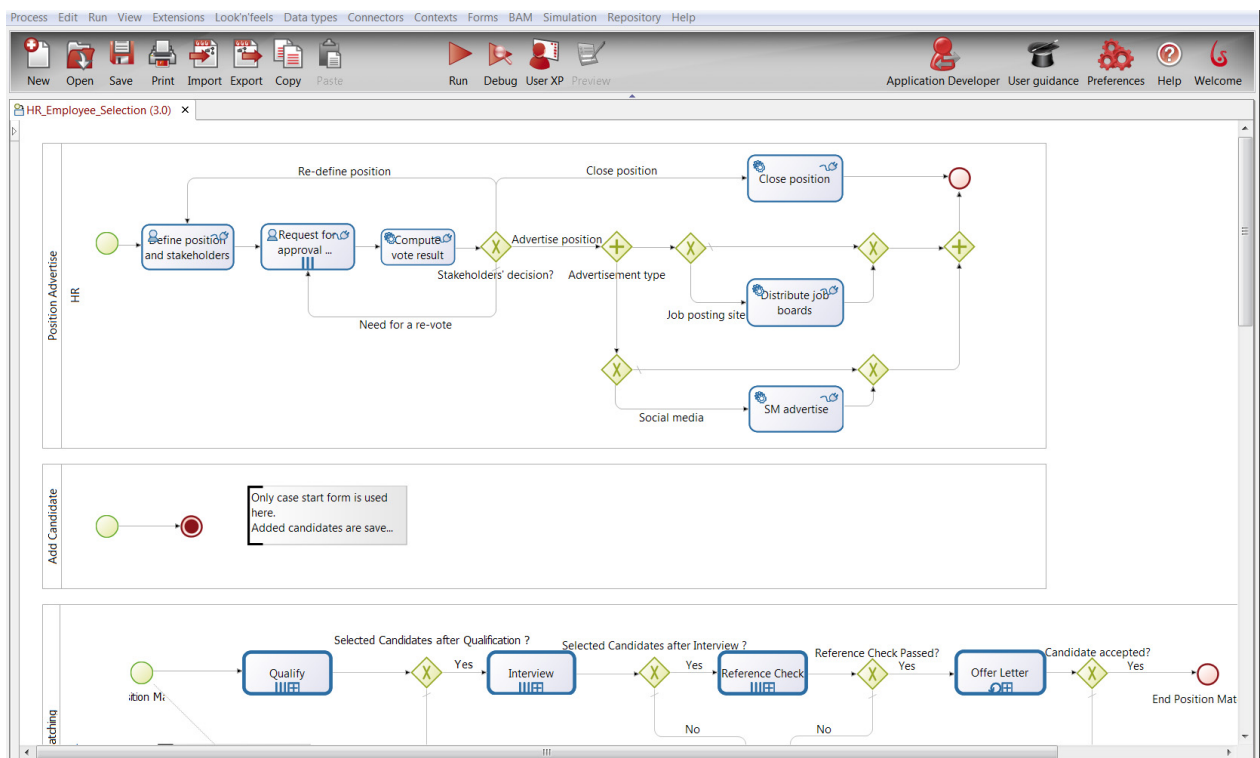 Process Edit Run View Extensions Look'n'feels Data types Connectors Contexts Forms BAM Simulation Repository Help
New Open Save Print Import Export Copy Paste Run Debug User XP Preview Application Developer User guidance Preferences Help Welcome
HR_Employee_Selection (3.0)
Position Advertise
HR
Re-define position
Close position
Close position
Define position
and stakeholders
Request for
approval ...
Compute
vote result
Advertise position
Stakeholders' decision?
Advertisement type
Need for a re-vote
Job posting site
Distribute job
boards
Social media
SM advertise
Add Candidate
Only case start form is used
here.
Added candidates are save...
atching
ition Ma
Qualify
Selected Candidates after Qualification ?
Yes
Interview
Selected Candidates after Interview ?
Yes
No
Reference Check
Reference Check Passed?
Yes
No
Offer Letter
Candidate accepted?
Yes
End Position Mat